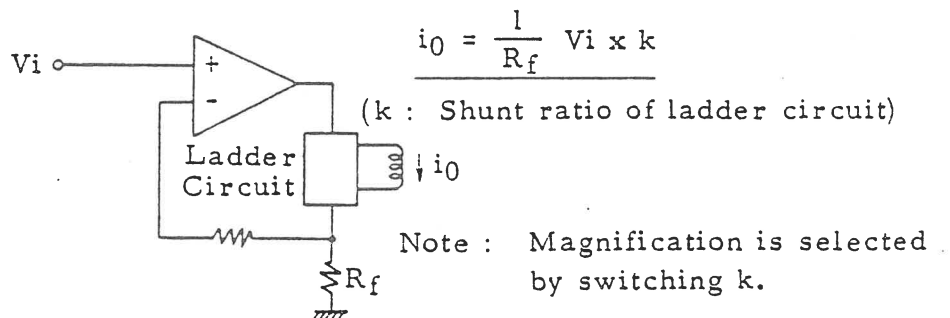 i0 = 1/Rf Vi x k
Vi
+
-
(k : Shunt ratio of ladder circuit)
Ladder
Circuit
i0
Note : Magnification is selected
by switching k.
Rf